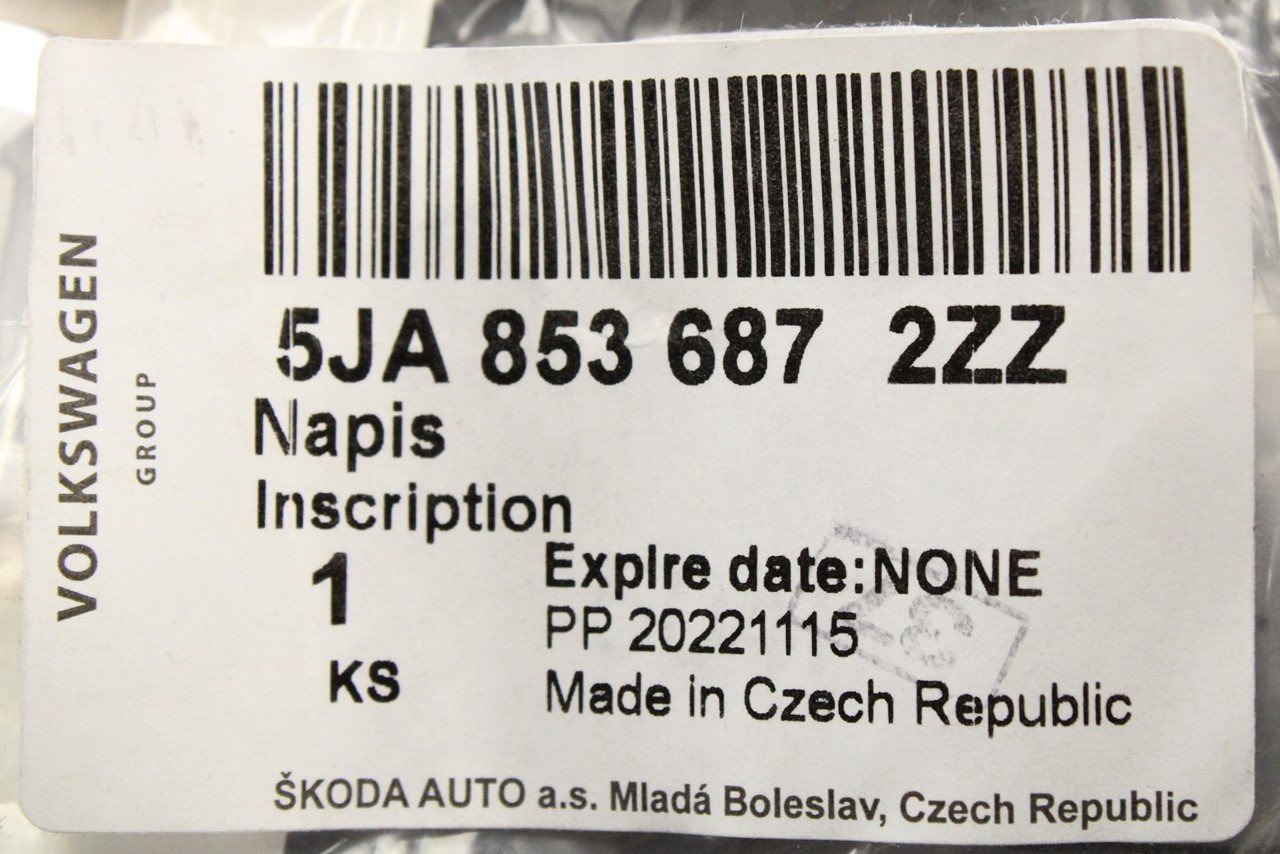 VOLKSWAGEN
GROUP
5JA 853 687 2ZZ
Napis
Inscription
1
KS
Expire date:NONE
PP 20221115
Made in Czech Republic
ŠKODA AUTO a.s. Mladá Boleslav, Czech Republic